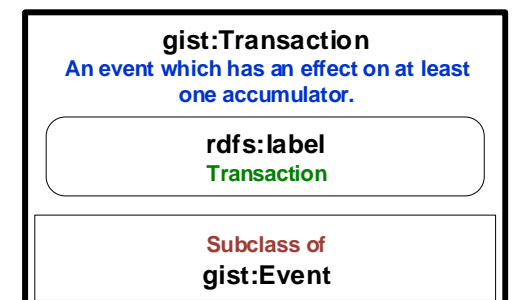 gist:Transaction
An event which has an effect on at least
one accumulator.
rdfs:label
Transaction
Subclass of
gist:Event